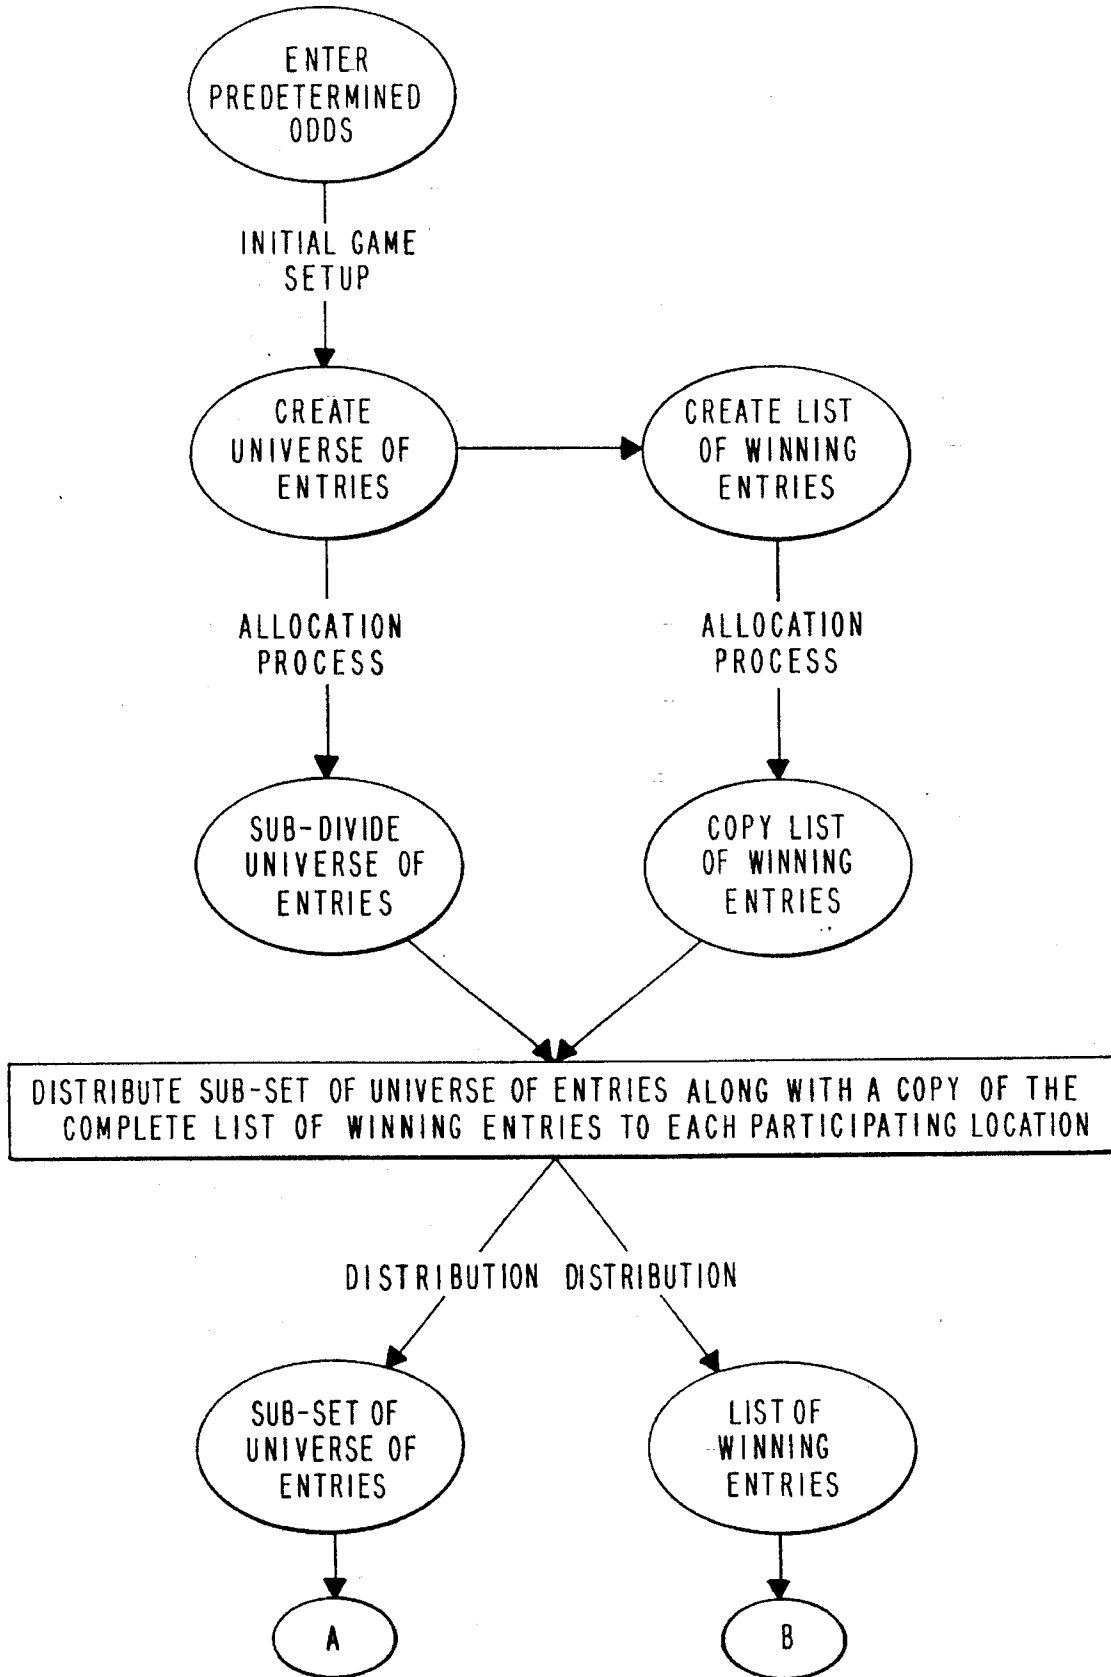 ENTER
PREDETERMINED
ODDS
INITIAL GAME
SETUP
CREATE
UNIVERSE OF
ENTRIES
CREATE LIST
OF WINNING
ENTRIES
ALLOCATION
PROCESS
ALLOCATION
PROCESS
SUB-DIVIDE
UNIVERSE OF
ENTRIES
COPY LIST
OF WINNING
ENTRIES
DISTRIBUTE SUB-SET OF UNIVERSE OF ENTRIES ALONG WITH A COPY OF THE
COMPLETE LIST OF WINNING ENTRIES TO EACH PARTICIPATING LOCATION
DISTRIBUTION DISTRIBUTION
SUB-SET OF
UNIVERSE OF
ENTRIES
LIST OF
WINNING
ENTRIES
A
B